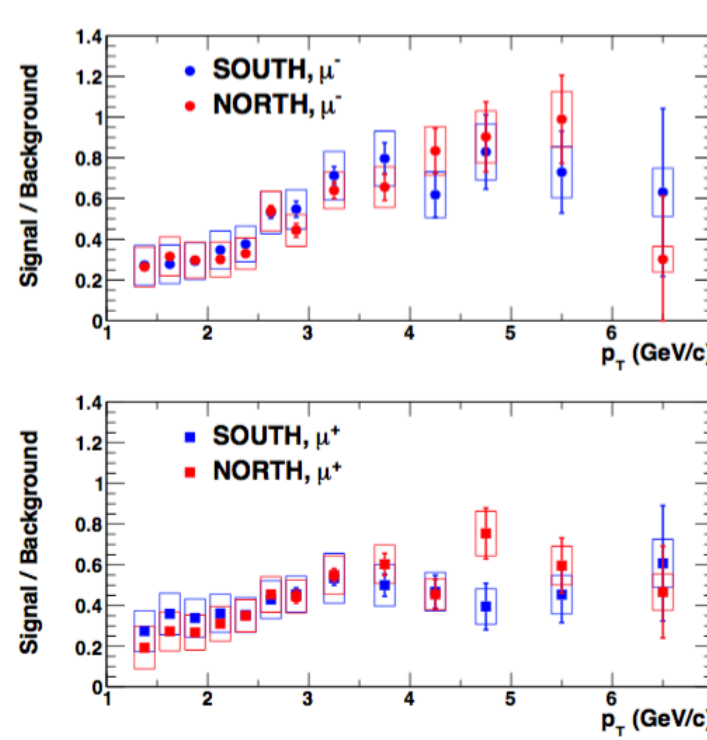 1.4
SOUTH, μ-
1.2
NORTH, μ-
1
0.8
0.6
0.4
0.2
0
Signal / Background
1 2 3 4 5 6
p_T (GeV/c)
1.4
SOUTH, μ+
1.2
NORTH, μ+
1
0.8
0.6
0.4
0.2
0
Signal / Background
1 2 3 4 5 6
p_T (GeV/c)